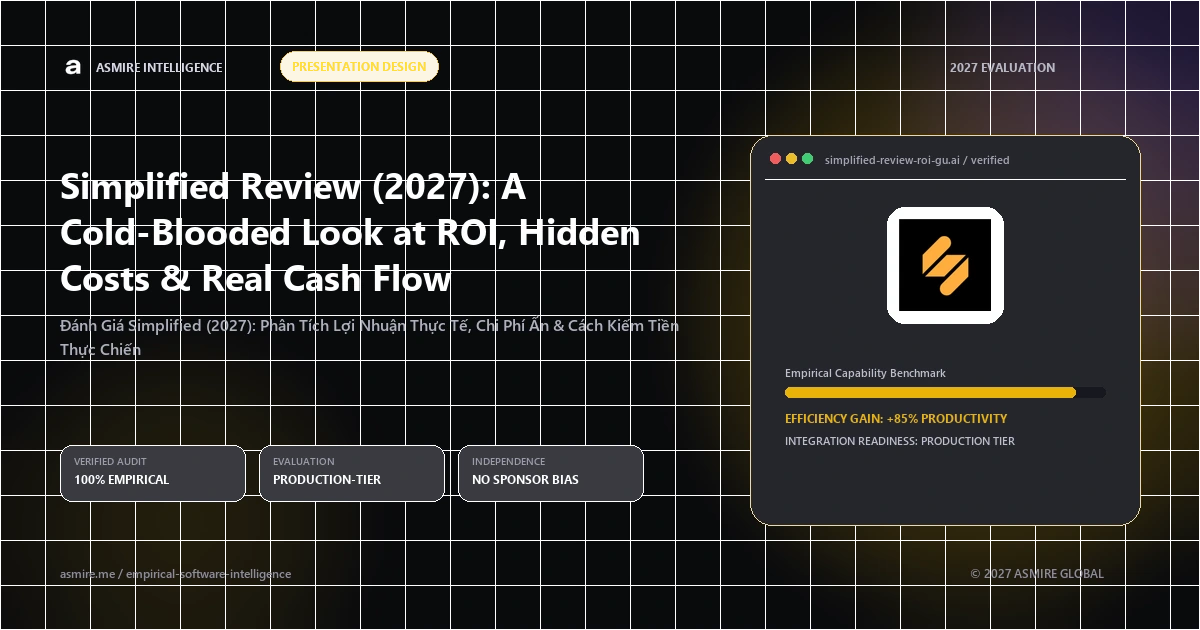 a ASMIRE INTELLIGENCE
PRESENTATION DESIGN
2027 EVALUATION
Simplified Review (2027): A
Cold-Blooded Look at ROI, Hidden
Costs & Real Cash Flow
Đánh Giá Simplified (2027): Phân Tích Lợi Nhuận Thực Tế, Chi Phí Ẩn & Cách Kiếm Tiền
Thực Chiến
simplified-review-roi-gu.ai / verified
Empirical Capability Benchmark
EFFICIENCY GAIN: +85% PRODUCTIVITY
INTEGRATION READINESS: PRODUCTION TIER
VERIFIED AUDIT
100% EMPIRICAL
EVALUATION
PRODUCTION-TIER
INDEPENDENCE
NO SPONSOR BIAS
asmire.me / empirical-software-intelligence
© 2027 ASMIRE GLOBAL